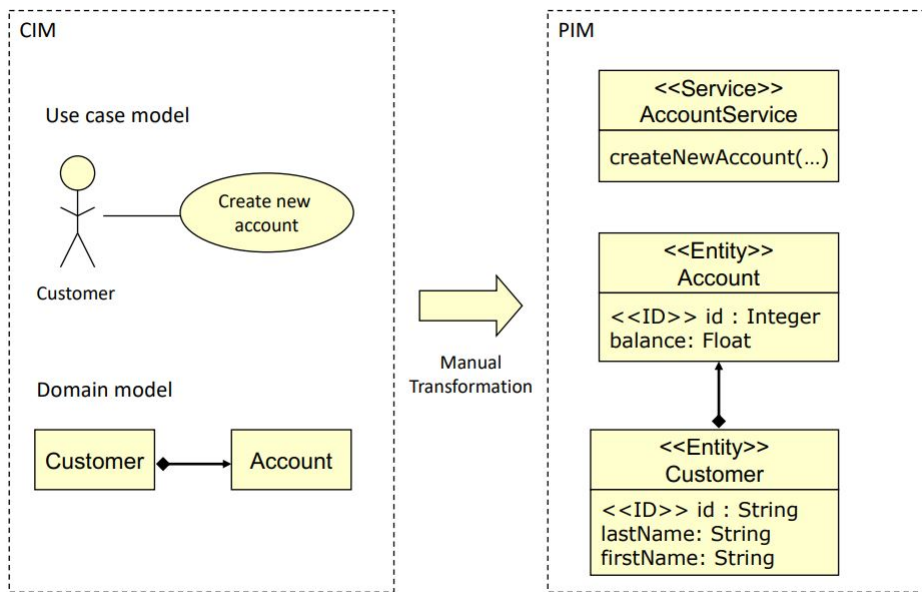 CIM
Use case model
Create new
account
Customer
Domain model
Customer
Account
Manual
Transformation
PIM
<<Service>>
AccountService
createNewAccount(...)
<<Entity>>
Account
<<ID>> id : Integer
balance: Float
<<Entity>>
Customer
<<ID>> id : String
lastName: String
firstName: String